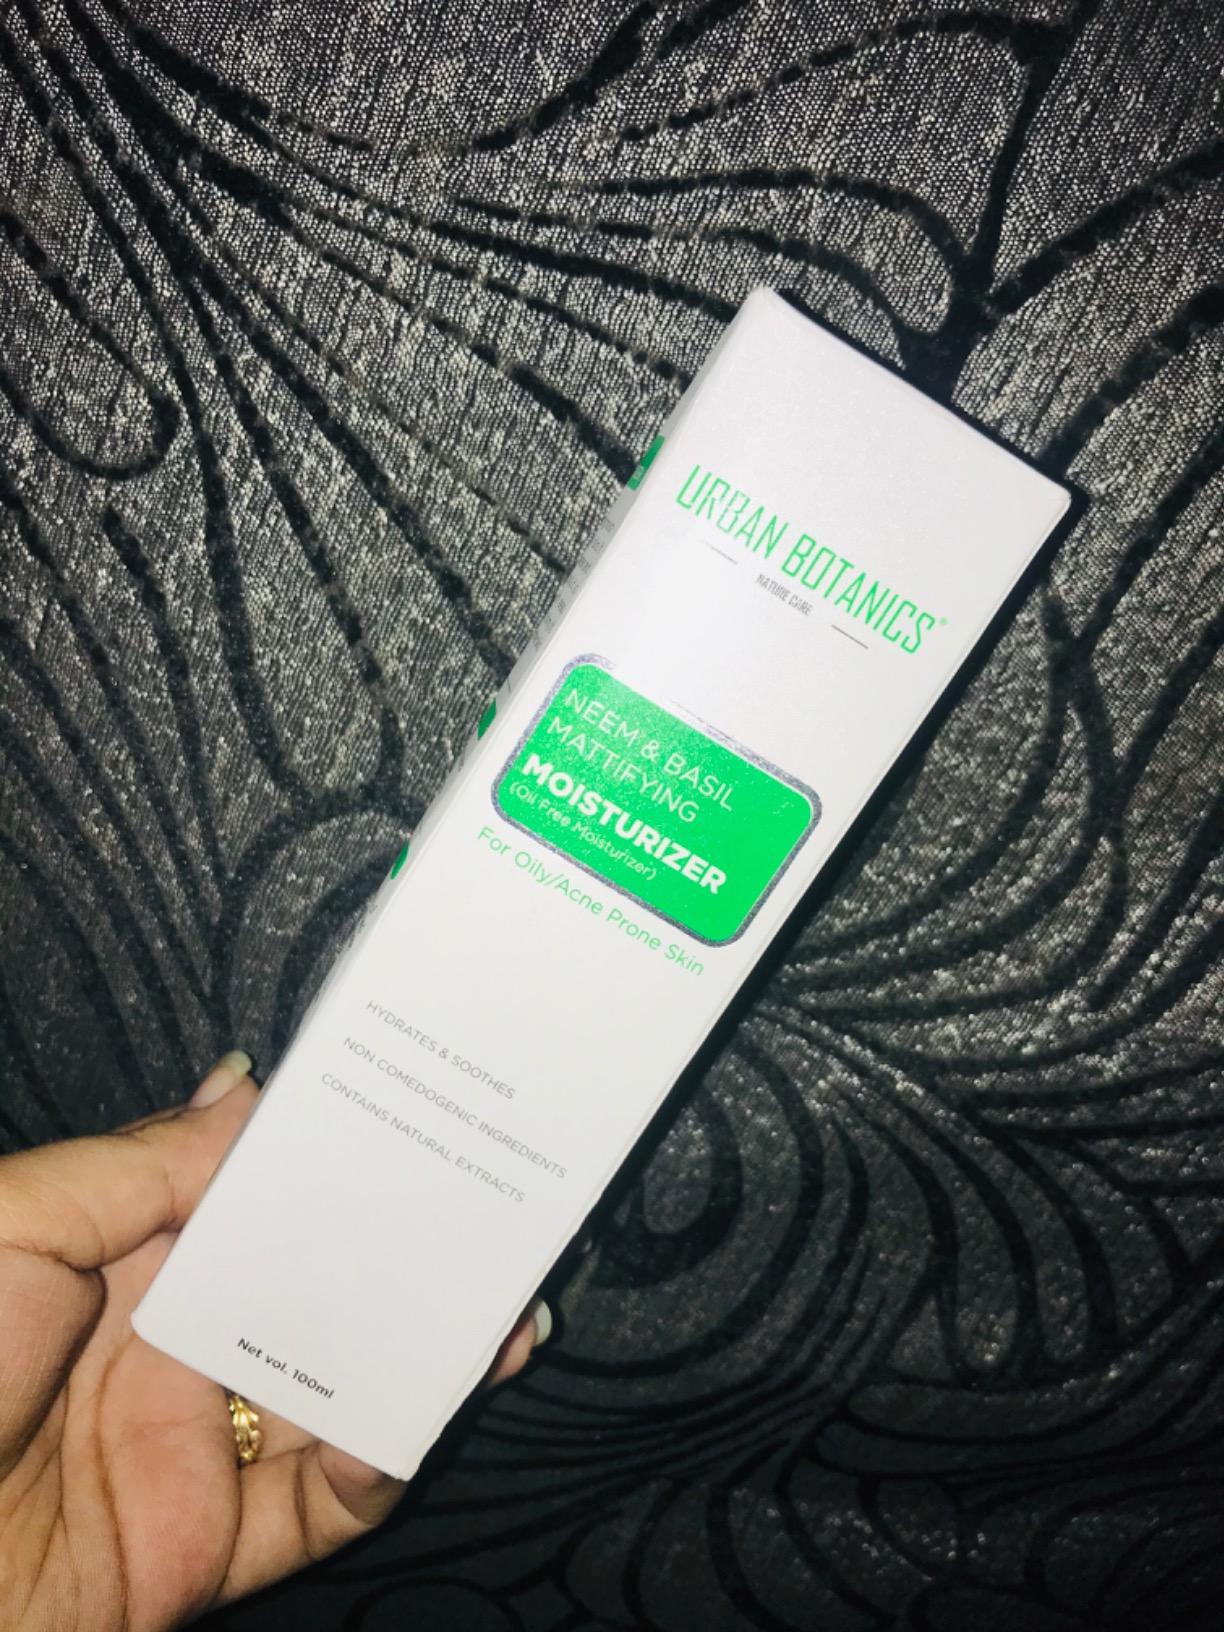 URBAN BOTANICS®
NATURE CARE
NEEM & BASIL
MATTIFYING
MOISTURIZER
(Oil Free Moisturizer)
For Oily/Acne Prone Skin
HYDRATES & SOOTHES
NON COMEDOGENIC INGREDIENTS
CONTAINS NATURAL EXTRACTS
Net vol. 100ml